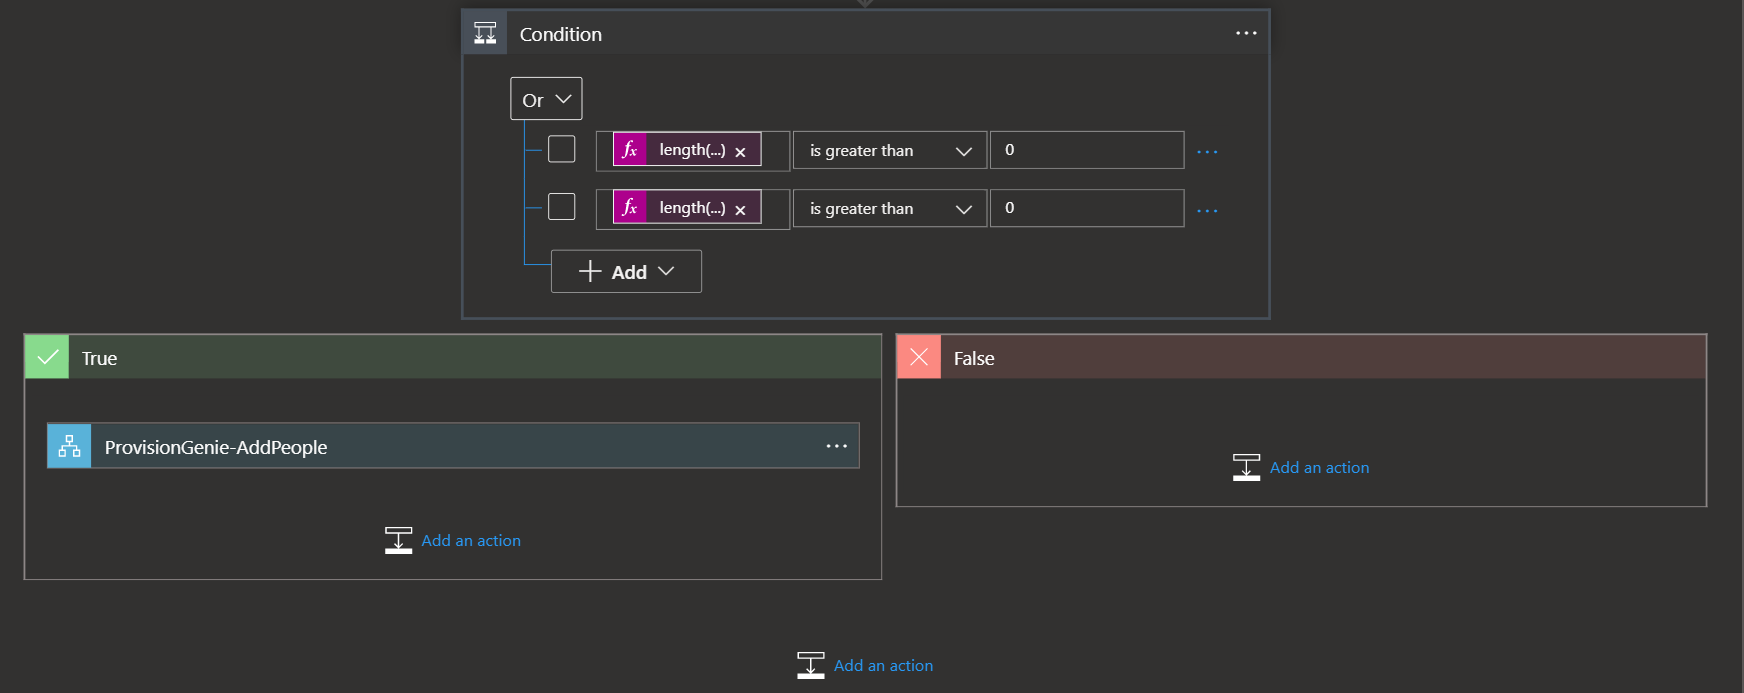 Condition
Or
fx length(...) × is greater than 0
fx length(...) × is greater than 0
Add
True
False
ProvisionGenie-AddPeople
Add an action
Add an action
Add an action